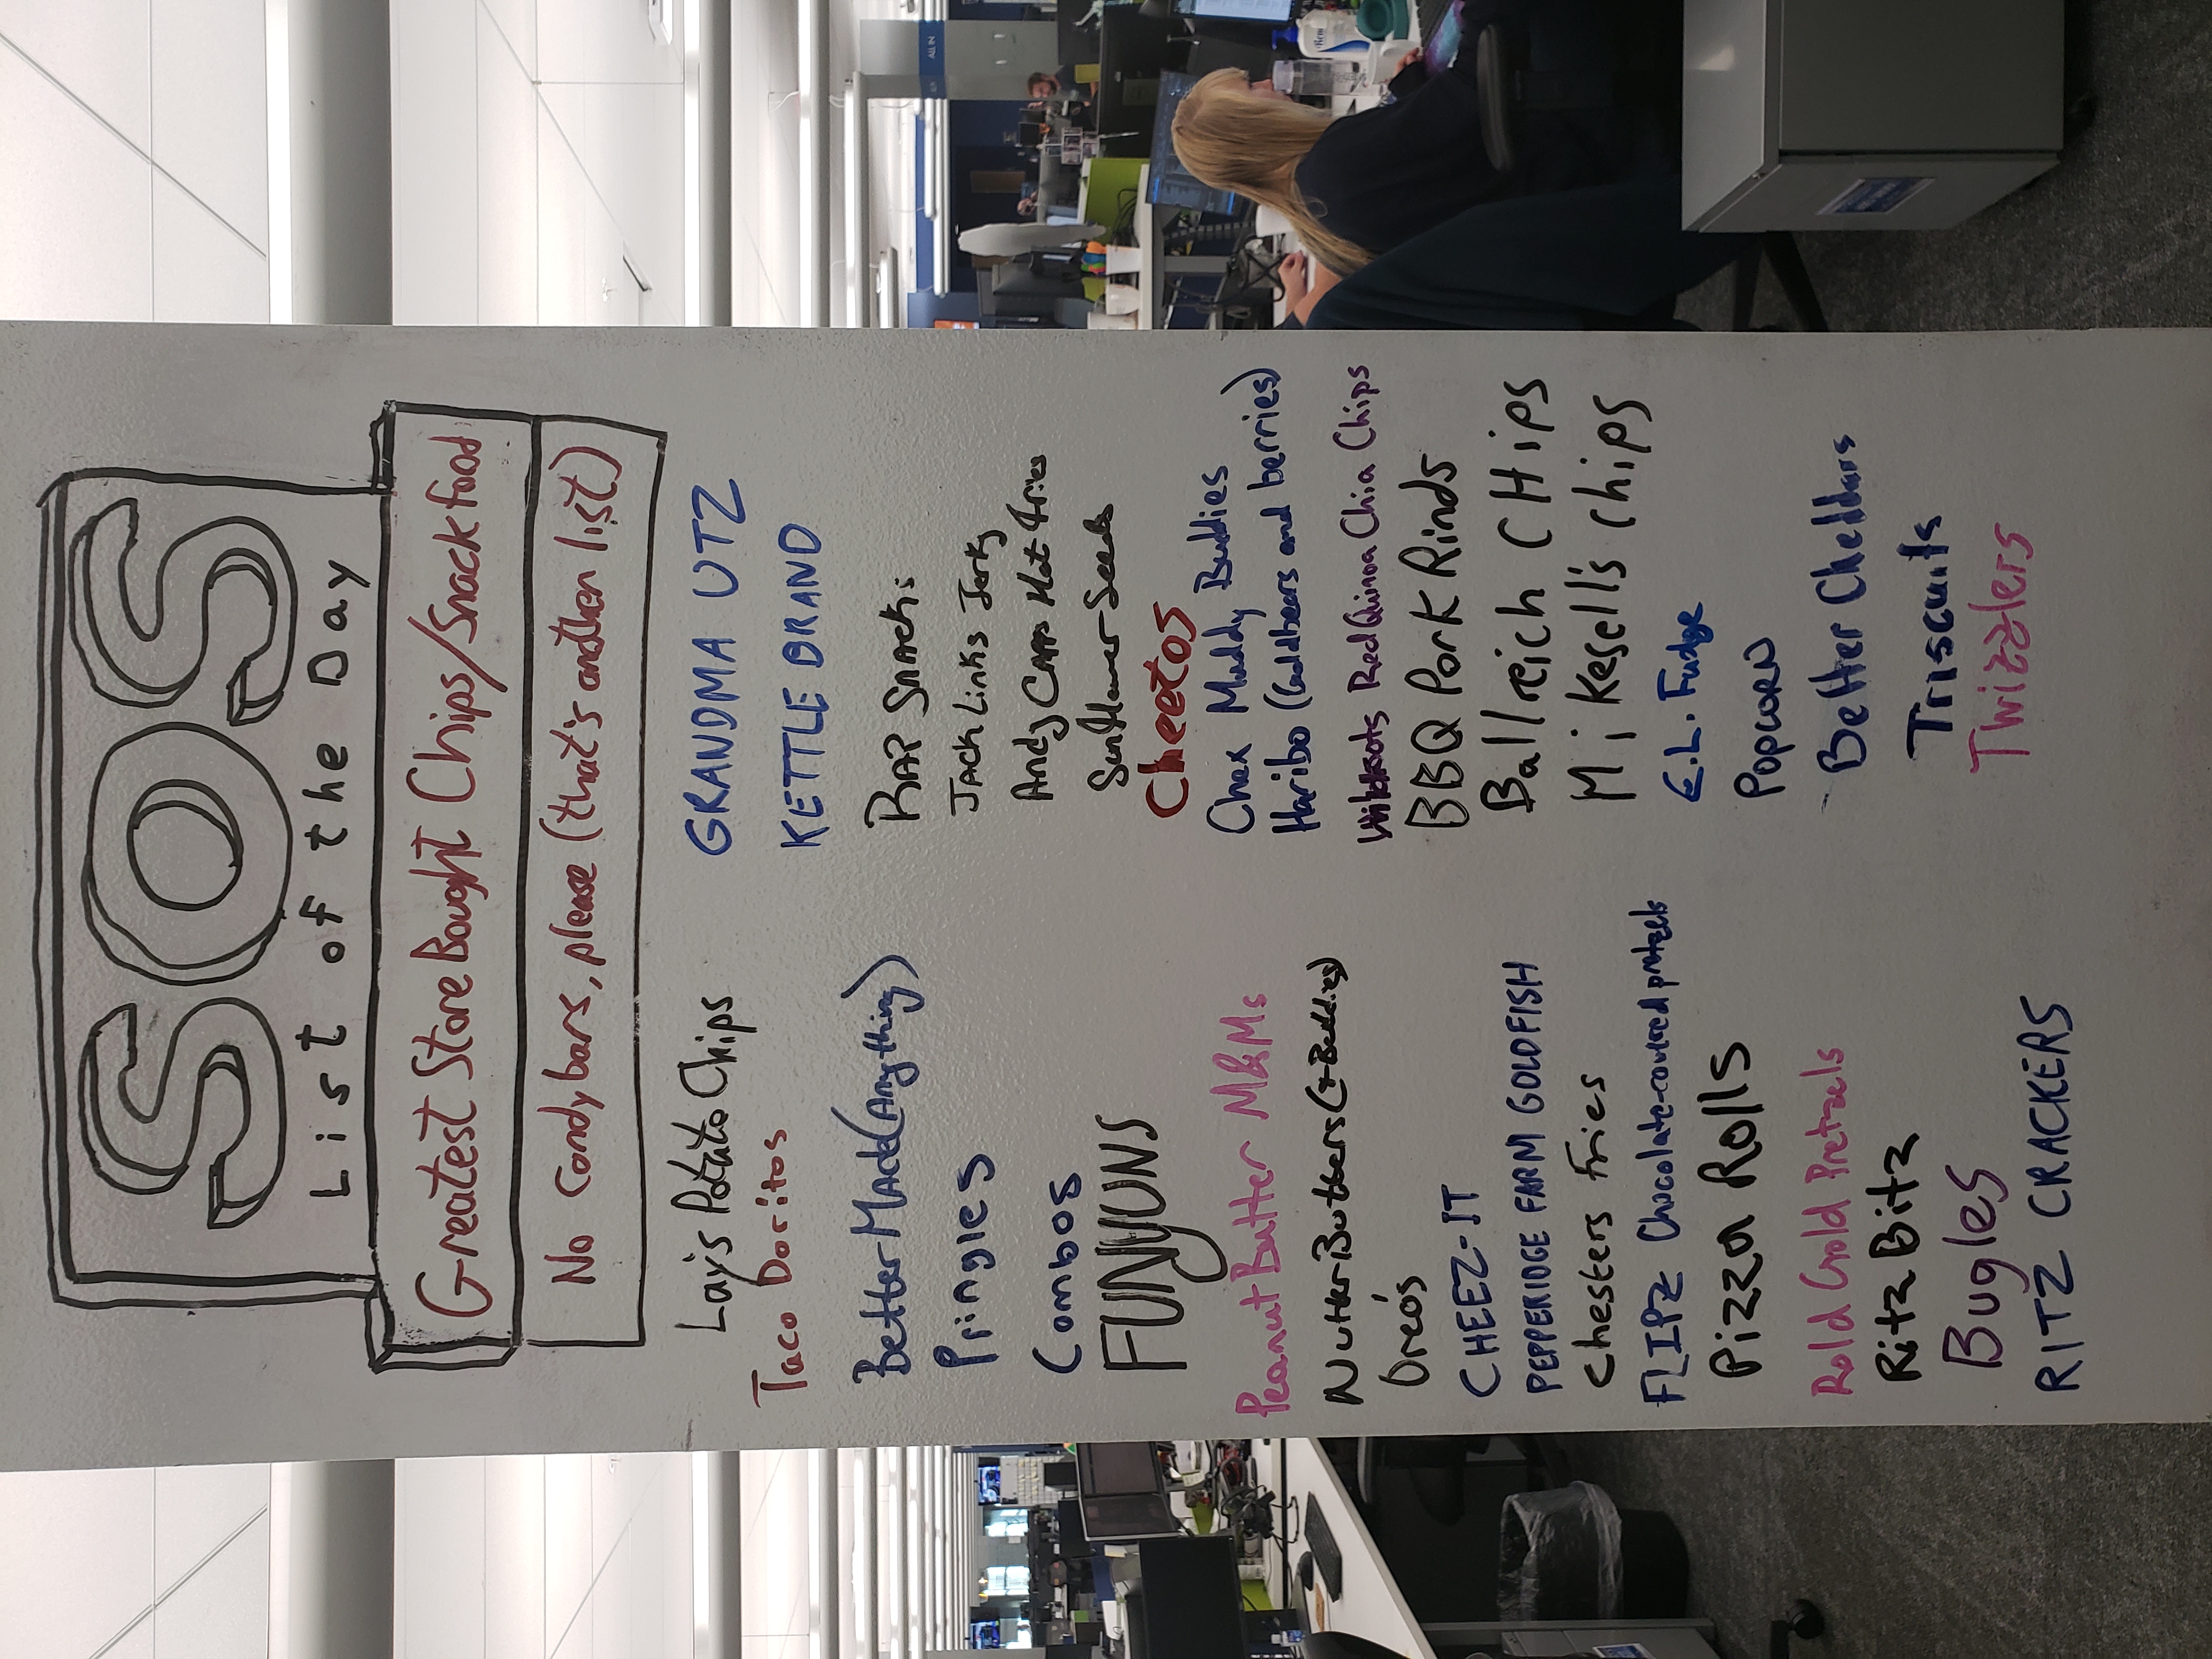 SOS
List of the Day
Greatest Store Bought Chips/Snack food
No Candy bars, please (that's another list)
Lay's Potato Chips
Taco Doritos
Better Made (Anything)
Pringles
Combos
FUNYUNS
Peanut Butter M&Ms
Nutter Butters (+Buddies)
Oreo's
CHEEZ-IT
PEPPERIDGE FARM GOLDFISH
Chesters Fries
FLIPZ Chocolate-covered pretzels
Pizza Rolls
Rold Gold Pretzels
Ritz Bitz
Bugles
RITZ CRACKERS
GRANDMA UTZ
KETTLE BRAND
RAP SNACKS
JACK Links Jerky
Andy CAPPs Hot fries
Sunflower Seeds
Cheetos
Chex Muddy Buddies
Haribo (Goldbears and berries)
Red Quinoa Chia Chips
BBQ Pork Rinds
Ballreich CHips
Mikesell's chips
E.L. Fudge
POPCORN
Better Cheddars
Triscuits
Twizzlers
ALL IN